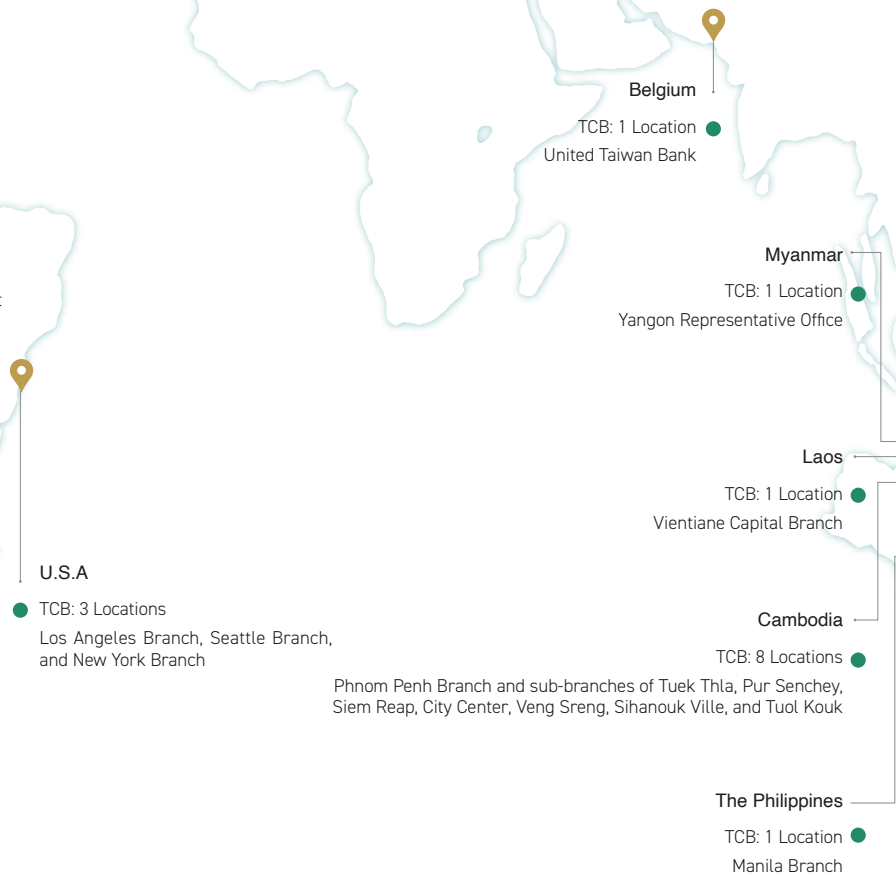 Belgium
TCB: 1 Location
United Taiwan Bank
Myanmar
TCB: 1 Location
Yangon Representative Office
Laos
TCB: 1 Location
Vientiane Capital Branch
U.S.A
TCB: 3 Locations
Los Angeles Branch, Seattle Branch,
and New York Branch
Cambodia
TCB: 8 Locations
Phnom Penh Branch and sub-branches of Tuek Thla, Pur Senchey,
Siem Reap, City Center, Veng Sreng, Sihanouk Ville, and Tuol Kouk
The Philippines
TCB: 1 Location
Manila Branch